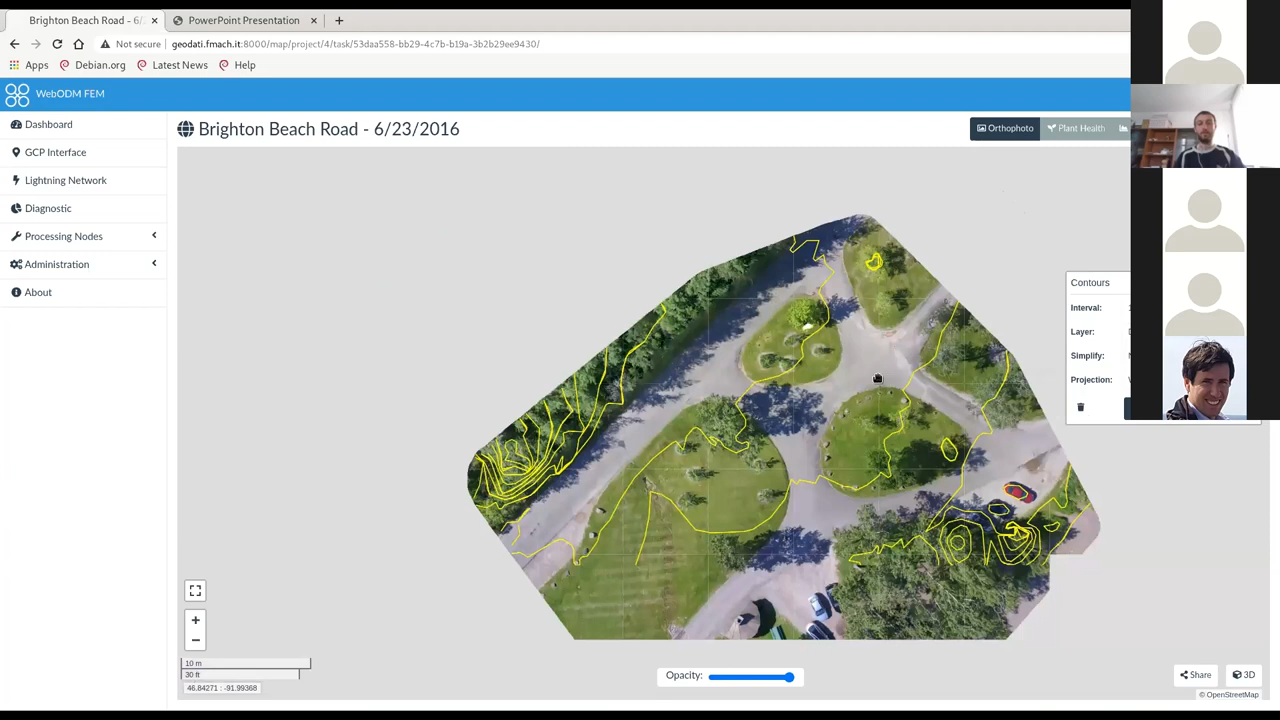 Brighton Beach Road - 6/
PowerPoint Presentation
Not secure
geodati.fmach.it:8000/map/project/4/task/53daa558-bb29-4c7b-b19a-3b2b29ee9430/
Apps
Debian.org
Latest News
Help
WebODM FEM
Dashboard
GCP Interface
Lightning Network
Diagnostic
Processing Nodes
Administration
About
Brighton Beach Road - 6/23/2016
Orthophoto
Plant Health
Contours
Interval:
Layer:
Simplify:
Projection:
10 m
30 ft
46.84271 : -91.99368
Opacity:
Share
3D
© OpenStreetMap